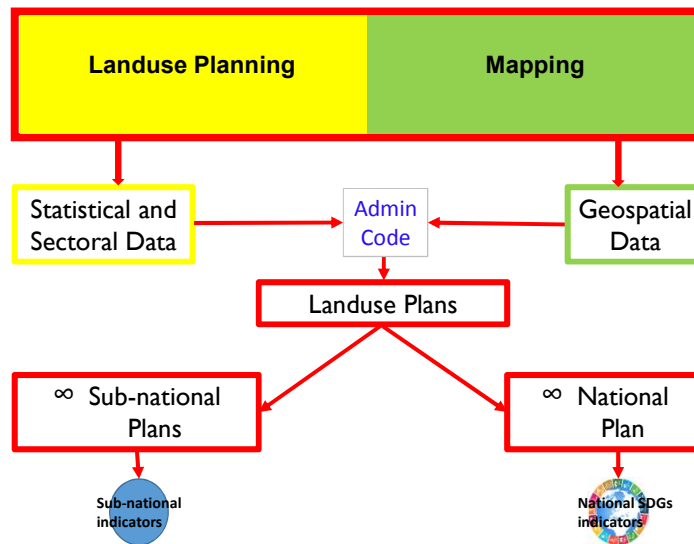 Landuse Planning
Mapping
Statistical and
Sectoral Data
Admin
Code
Geospatial
Data
Landuse Plans
∞ Sub-national
Plans
∞ National
Plan
Sub-national
indicators
National SDGs
indicators